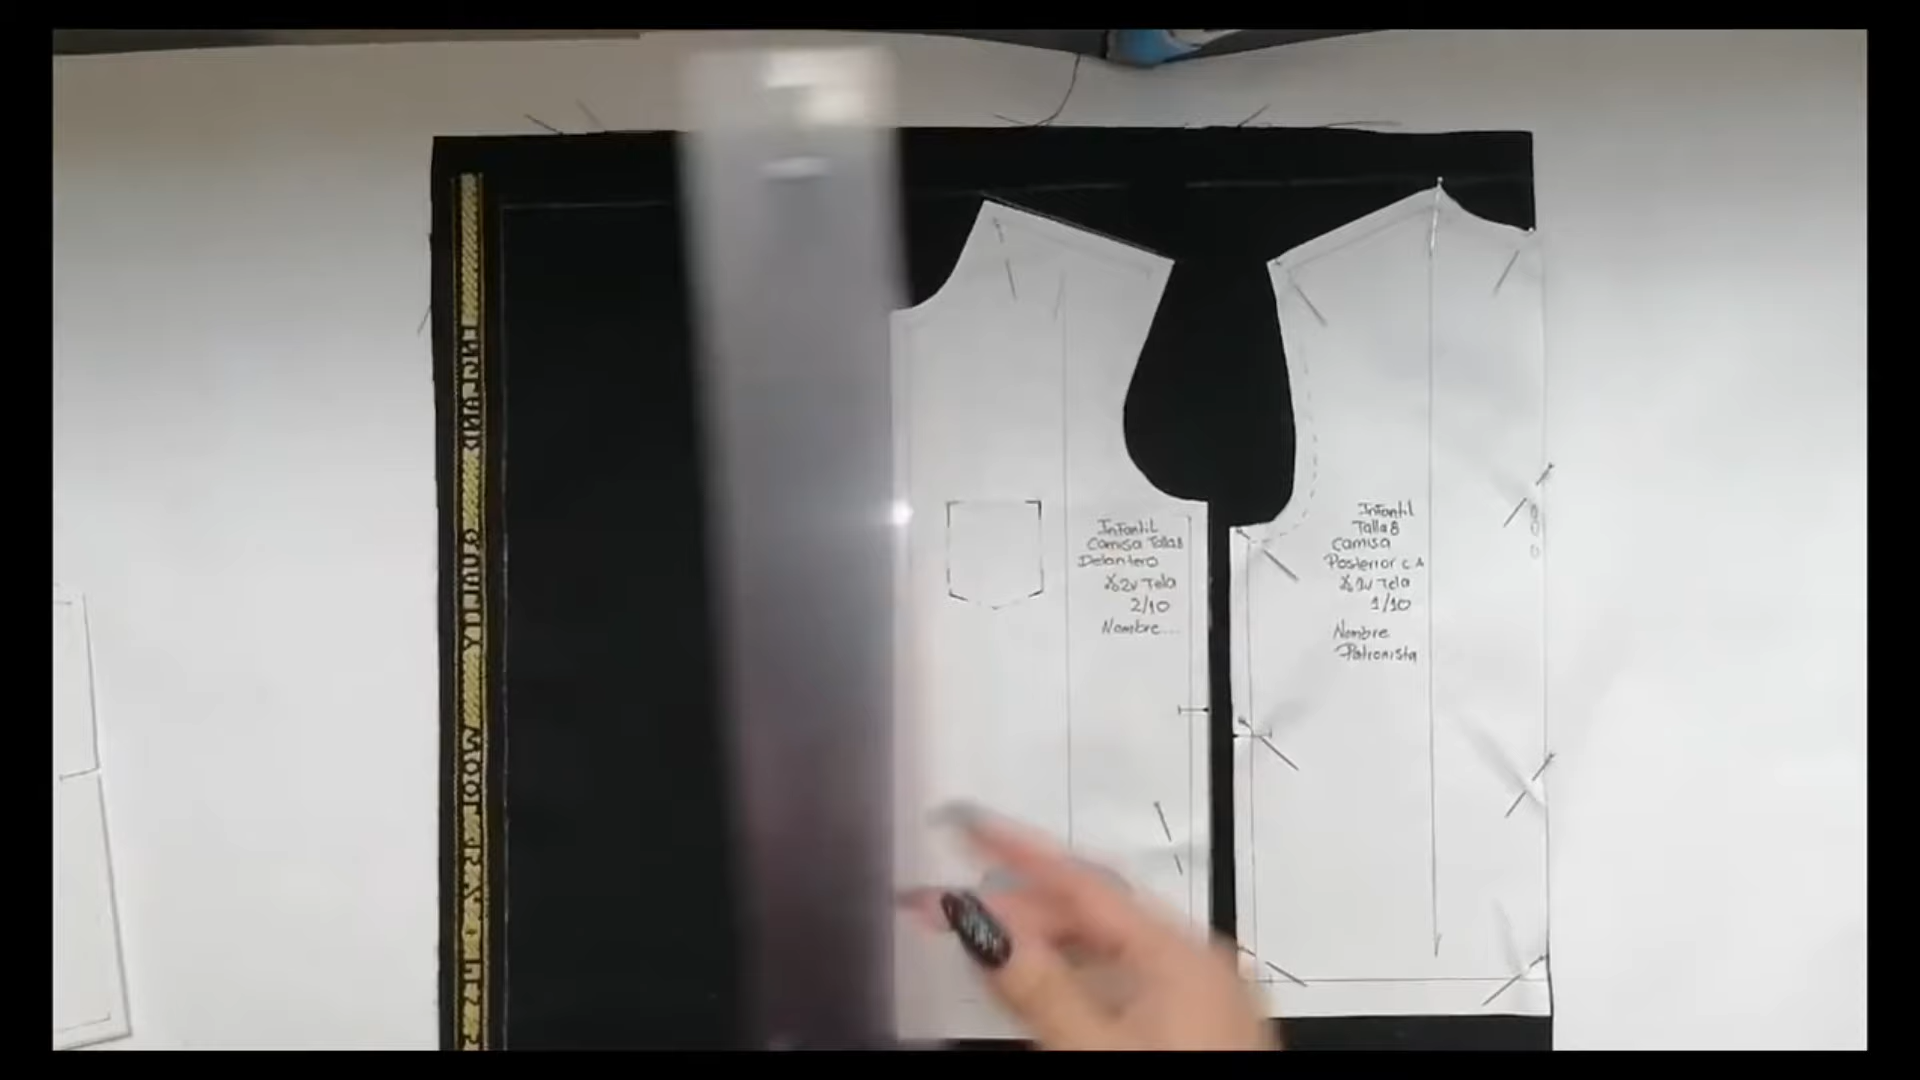 Infantil
Camisa Talla 8
Delantero
2v Tela
2/10
Nombre....
Infantil
Talla 8
Camisa
Posterior C.A
1v Tela
1/10
Nombre
Patronista